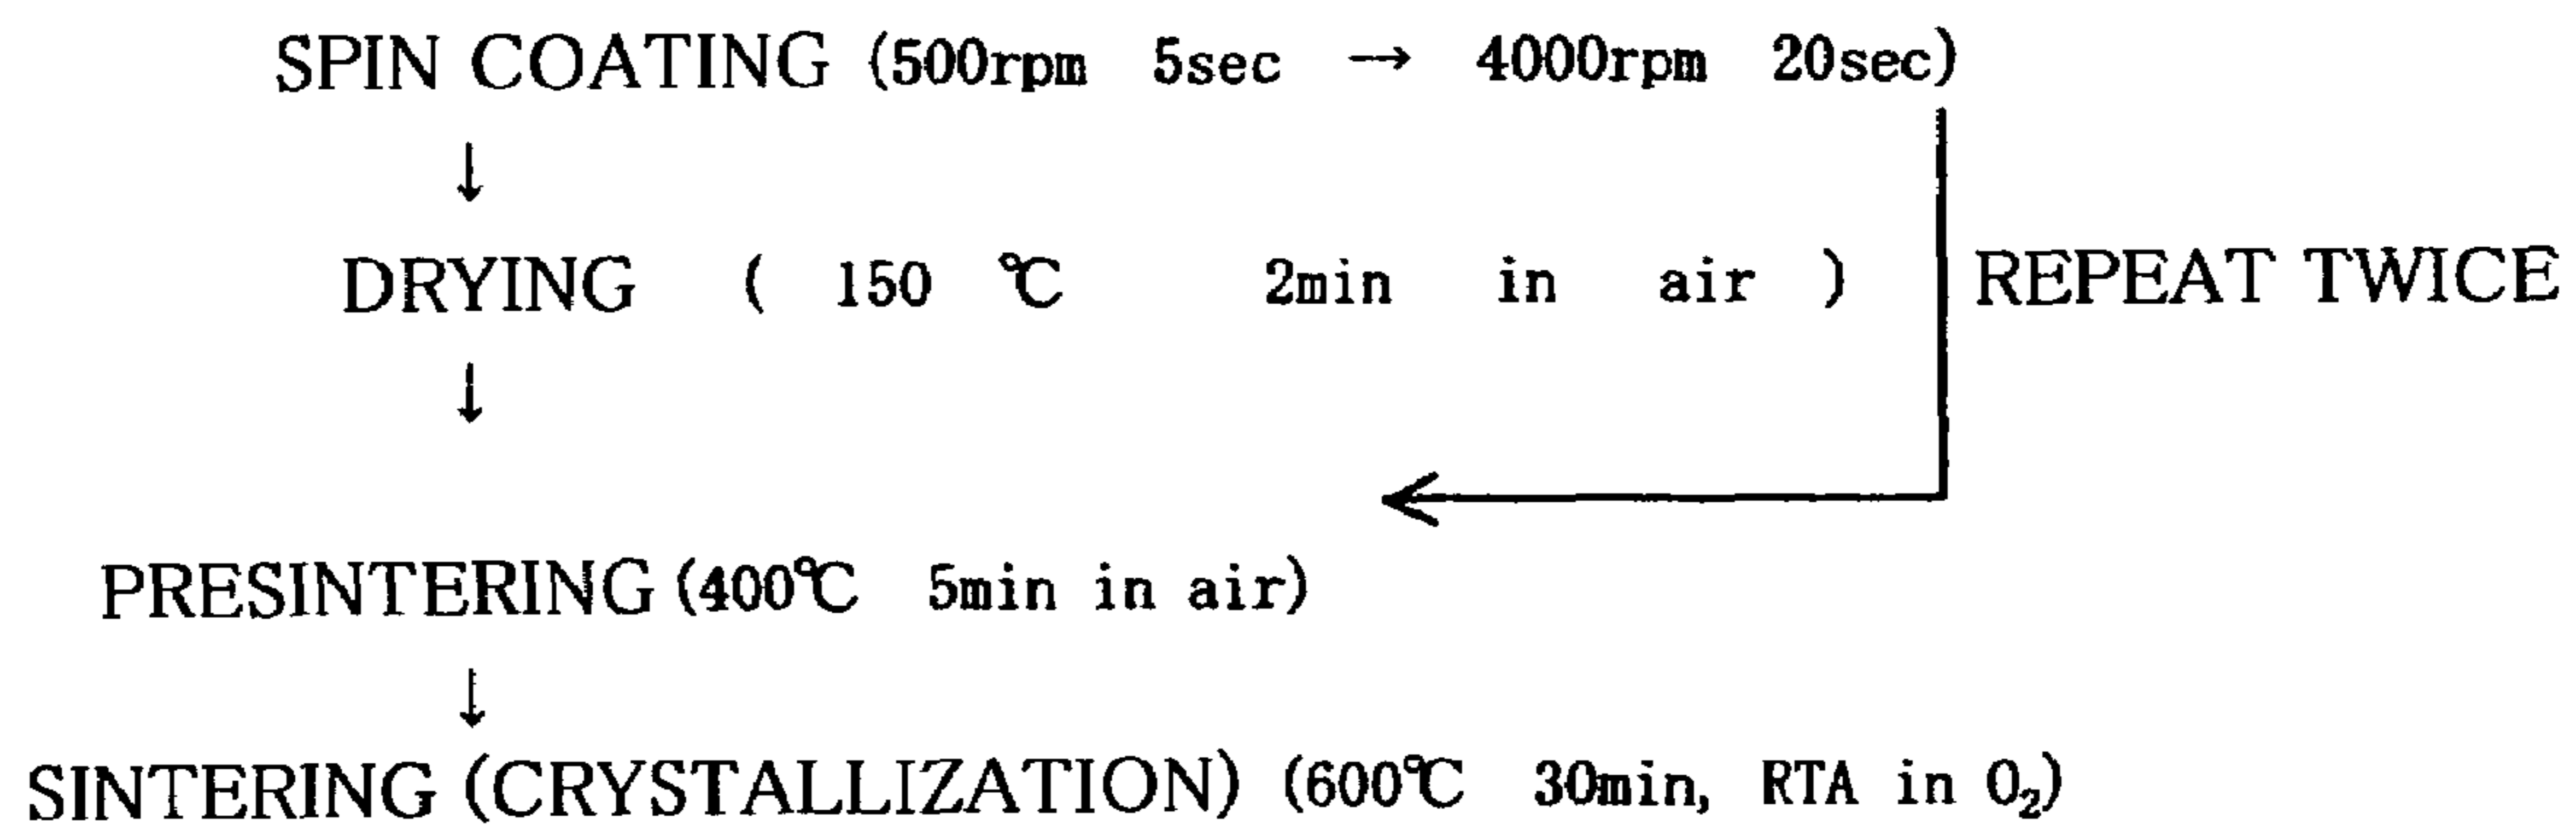 SPIN COATING (500rpm 5sec → 4000rpm 20sec)
↓
DRYING ( 150 ℃ 2min in air ) REPEAT TWICE
↓
PRESINTERING (400℃ 5min in air)
↓
SINTERING (CRYSTALLIZATION) (600℃ 30min, RTA in O₂)